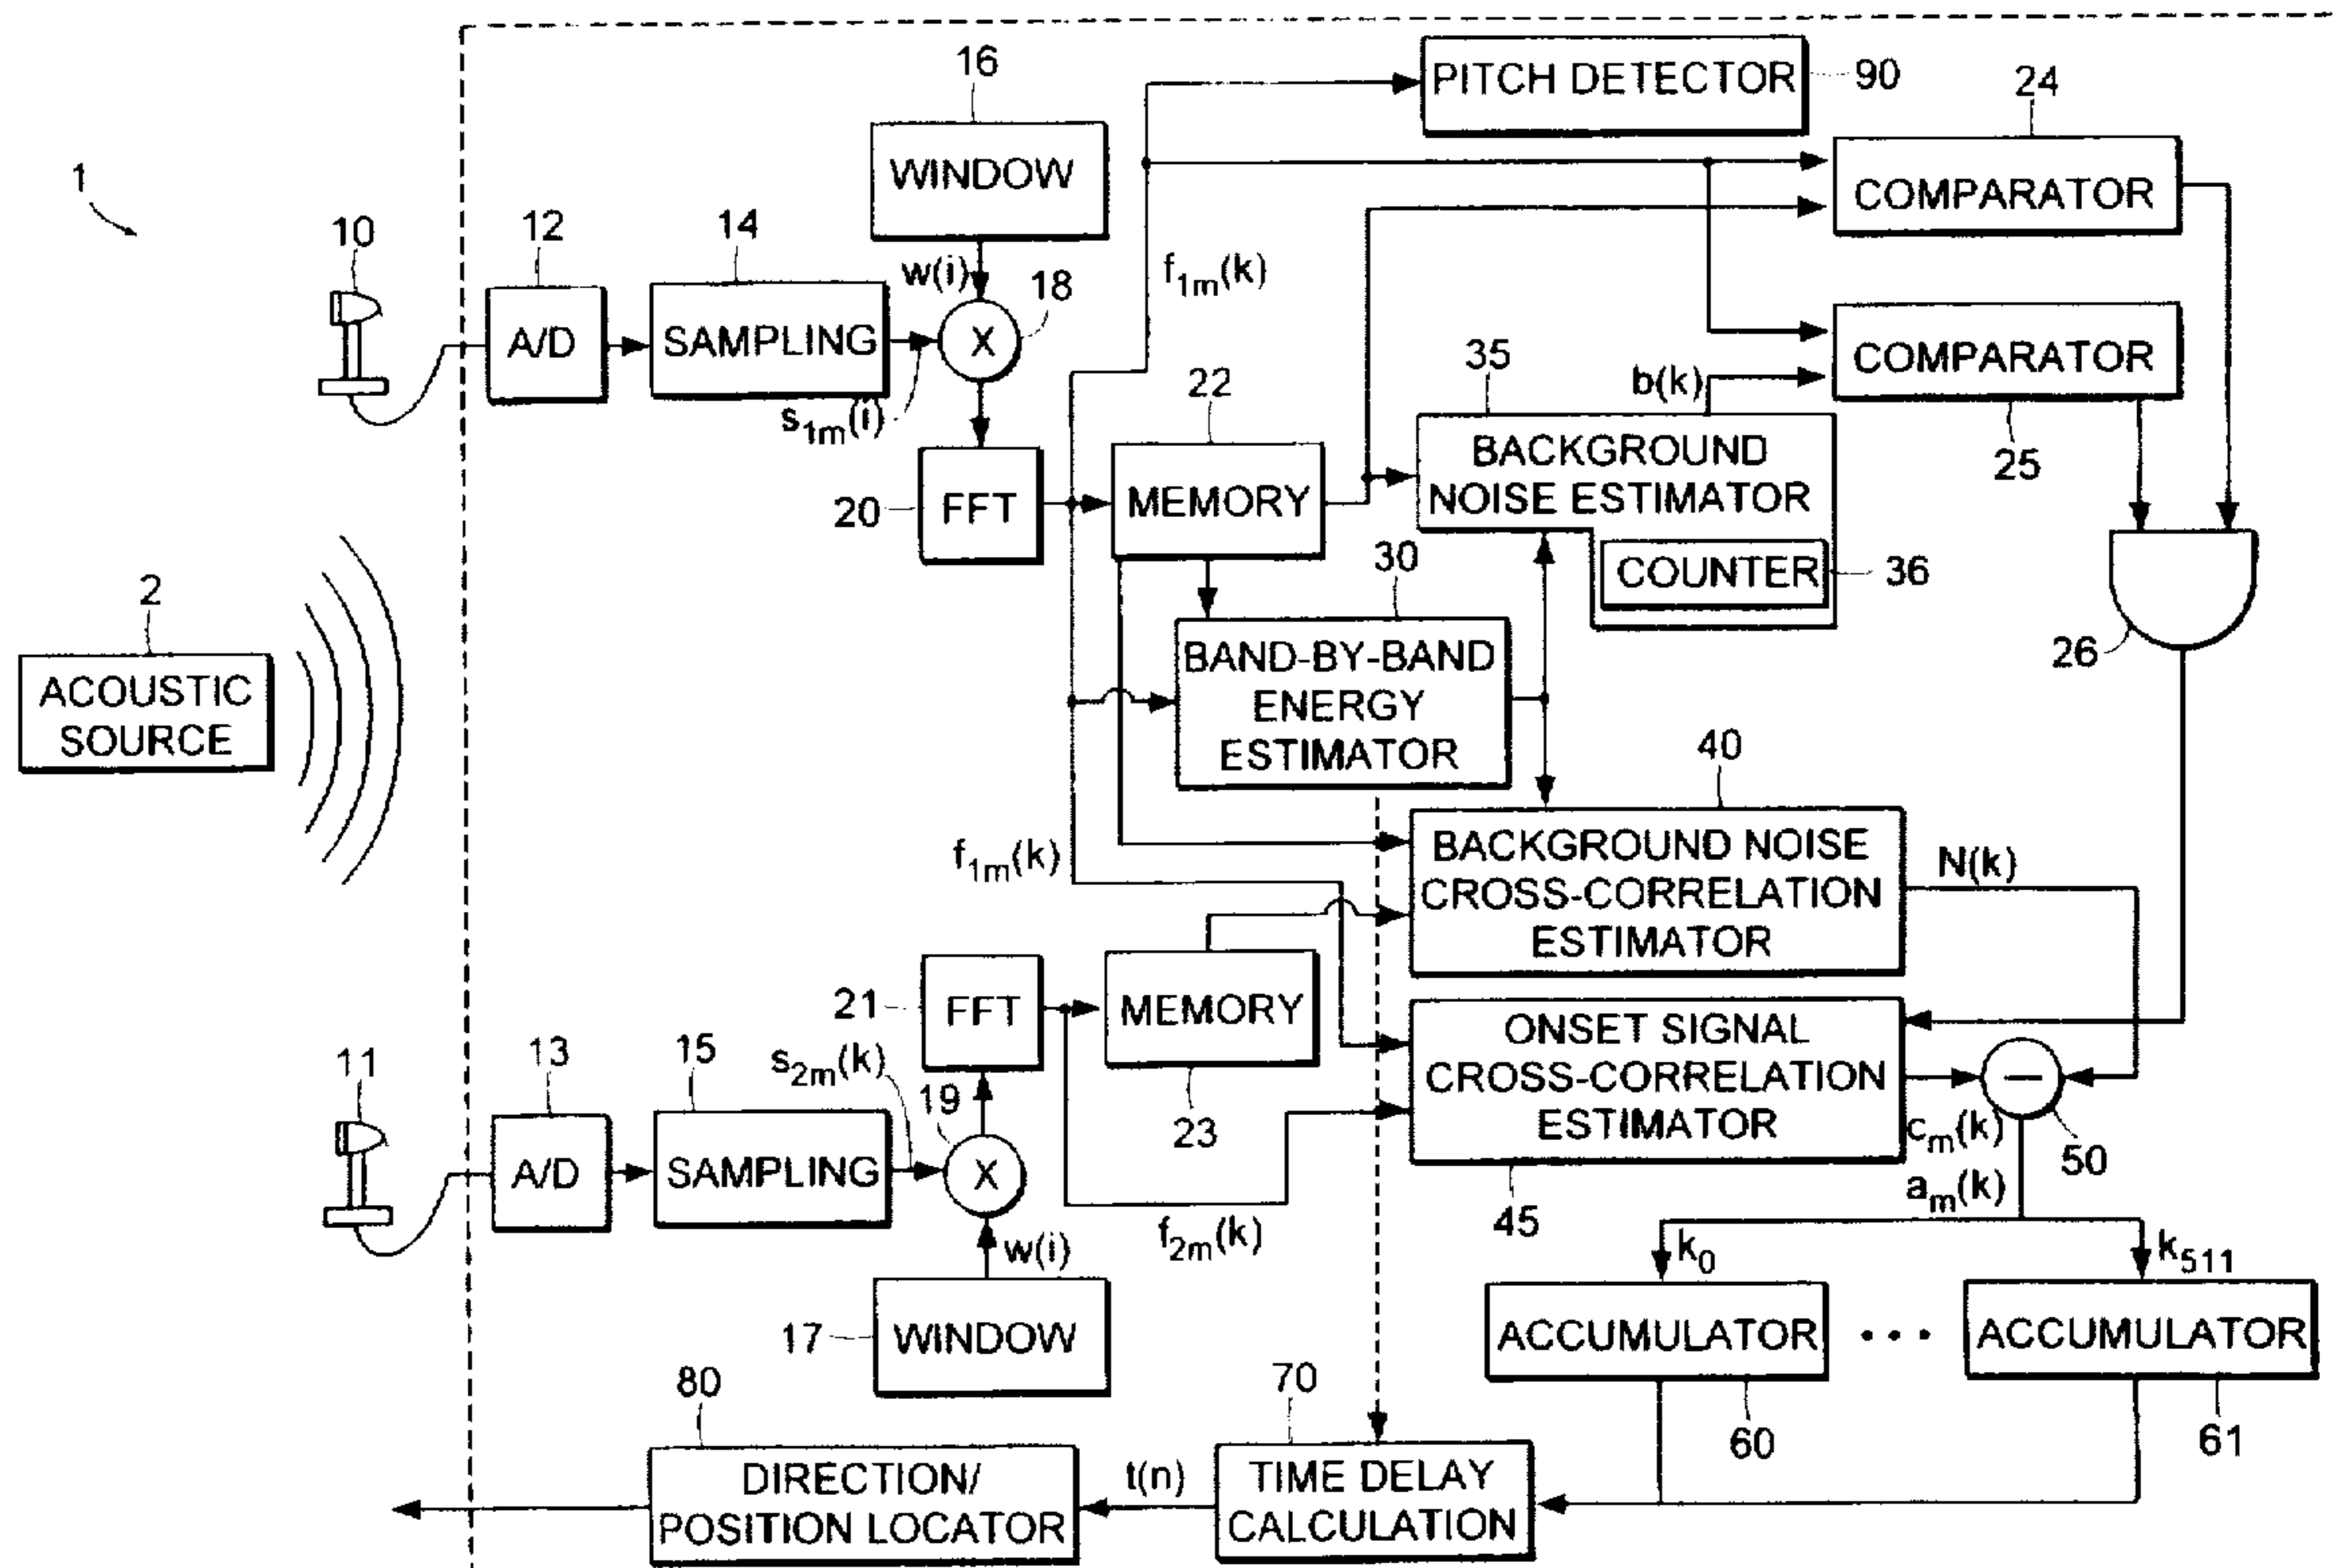 1
2
ACOUSTIC
SOURCE
10
12
A/D
14
SAMPLING
s1m(i)
16
WINDOW
w(i)
18
X
20
FFT
22
MEMORY
f1m(k)
PITCH DETECTOR
90
24
COMPARATOR
COMPARATOR
25
b(k)
35
BACKGROUND
NOISE ESTIMATOR
COUNTER
36
26
30
BAND-BY-BAND
ENERGY
ESTIMATOR
f1m(k)
40
BACKGROUND NOISE
CROSS-CORRELATION
ESTIMATOR
N(k)
11
13
A/D
15
SAMPLING
s2m(k)
19
X
21
FFT
MEMORY
23
w(i)
17
WINDOW
f2m(k)
ONSET SIGNAL
CROSS-CORRELATION
ESTIMATOR
45
cm(k)
—
50
am(k)
k0
k511
ACCUMULATOR
60
• • •
ACCUMULATOR
61
70
TIME DELAY
CALCULATION
t(n)
80
DIRECTION/
POSITION LOCATOR